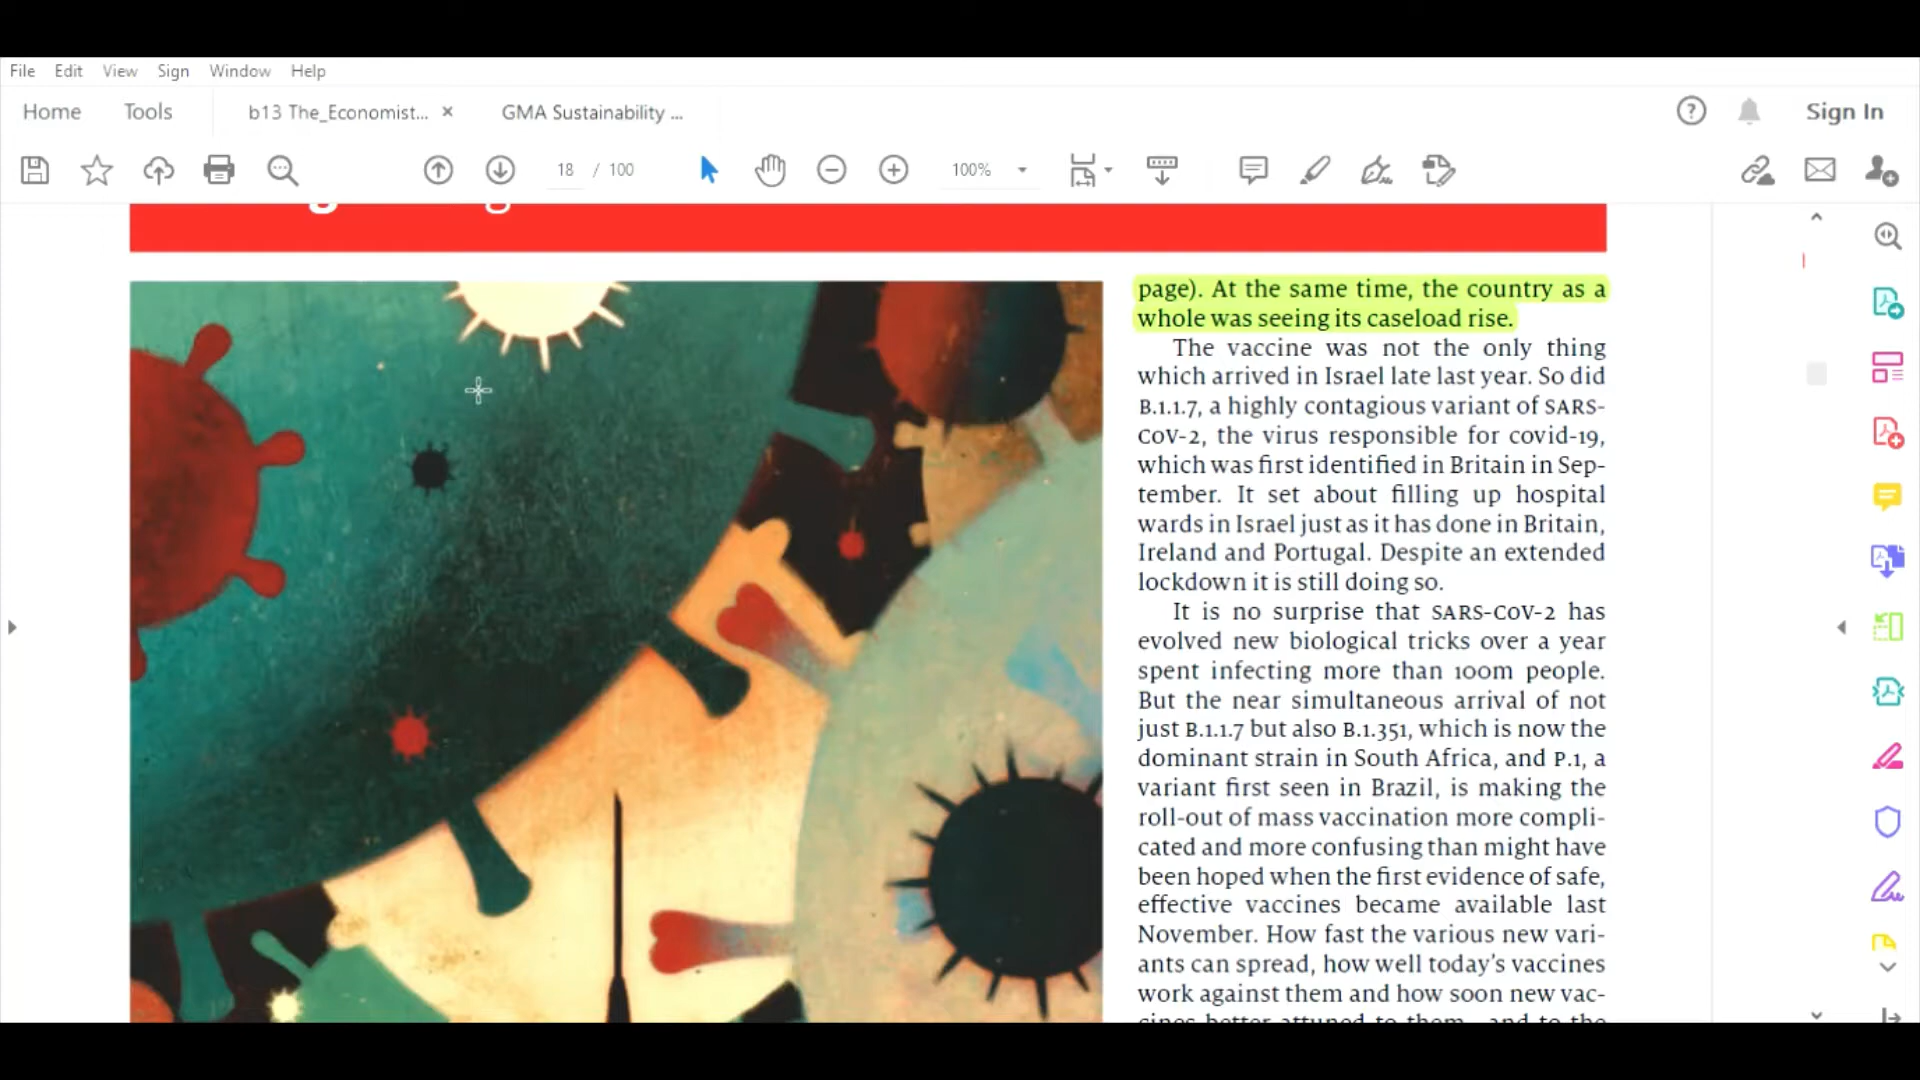 File Edit View Sign Window Help
Home Tools b13 The_Economist... × GMA Sustainability ... Sign In
18 / 100 100%
page). At the same time, the country as a
whole was seeing its caseload rise.
The vaccine was not the only thing
which arrived in Israel late last year. So did
B.1.1.7, a highly contagious variant of SARS-
CoV-2, the virus responsible for covid-19,
which was first identified in Britain in Sep-
tember. It set about filling up hospital
wards in Israel just as it has done in Britain,
Ireland and Portugal. Despite an extended
lockdown it is still doing so.
It is no surprise that SARS-CoV-2 has
evolved new biological tricks over a year
spent infecting more than 100m people.
But the near simultaneous arrival of not
just B.1.1.7 but also B.1.351, which is now the
dominant strain in South Africa, and P.1, a
variant first seen in Brazil, is making the
roll-out of mass vaccination more compli-
cated and more confusing than might have
been hoped when the first evidence of safe,
effective vaccines became available last
November. How fast the various new vari-
ants can spread, how well today's vaccines
work against them and how soon new vac-
cines better attuned to them—and to the